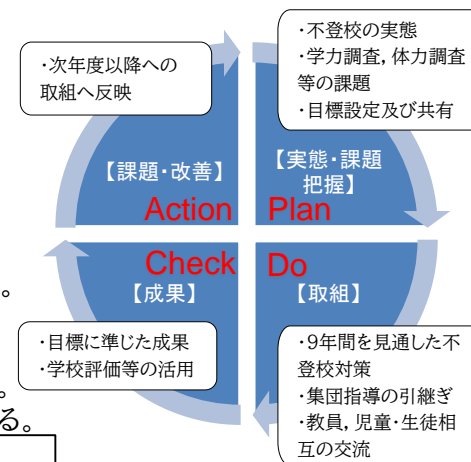 ・次年度以降への
取組へ反映
・不登校の実態
・学力調査，体力調査
等の課題
・目標設定及び共有
【課題・改善】
Action
【実態・課題
把握】
Plan
Check
【成果】
Do
【取組】
・目標に準じた成果
・学校評価等の活用
・9年間を見通した不
登校対策
・集団指導の引継ぎ
・教員，児童・生徒相
互の交流
。
。
る。